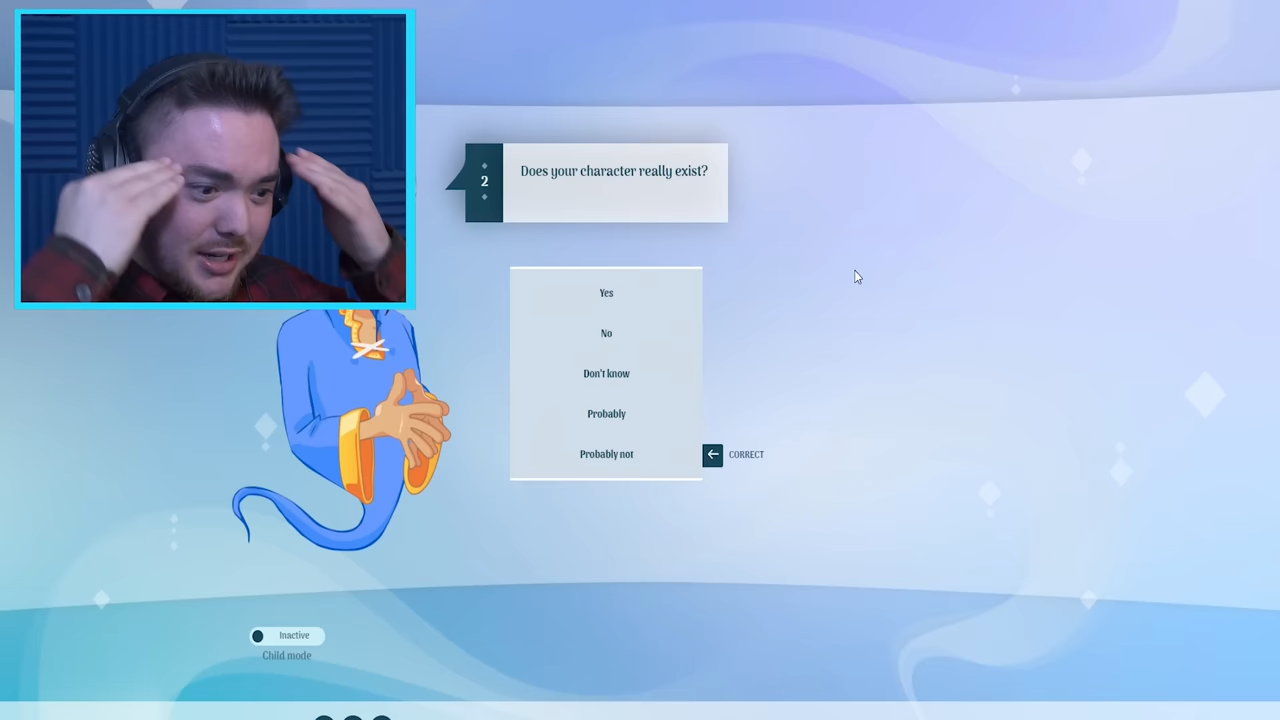 2
Does your character really exist?
Yes
No
Don't know
Probably
Probably not
CORRECT
Inactive
Child mode